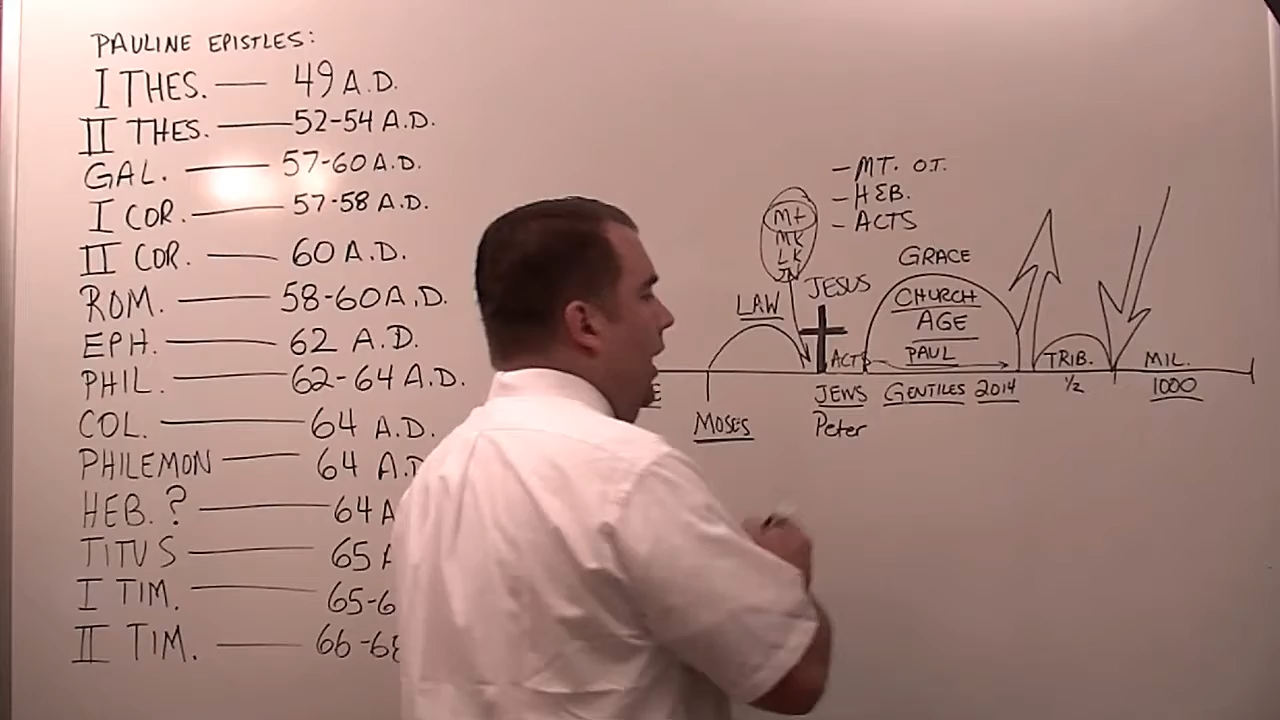 PAULINE EPISTLES:
I THES. — 49 A.D.
II THES. — 52-54 A.D.
GAL. — 57-60 A.D.
I COR. — 57-58 A.D.
II COR. — 60 A.D.
ROM. — 58-60 A.D.
EPH. — 62 A.D.
PHIL. — 62-64 A.D.
COL. — 64 A.D.
PHILEMON — 64 A.D
HEB. ? — 64 A
TITUS — 65 A
I TIM. — 65-6
II TIM. — 66-68
- MT. O.T.
- HEB.
- ACTS
Mt
MK
LK
JN
LAW
JESUS
GRACE
CHURCH
AGE
ACTS
PAUL
TRIB.
MIL.
E
MOSES
JEWS
Peter
GENTILES 2014
1/2
1000